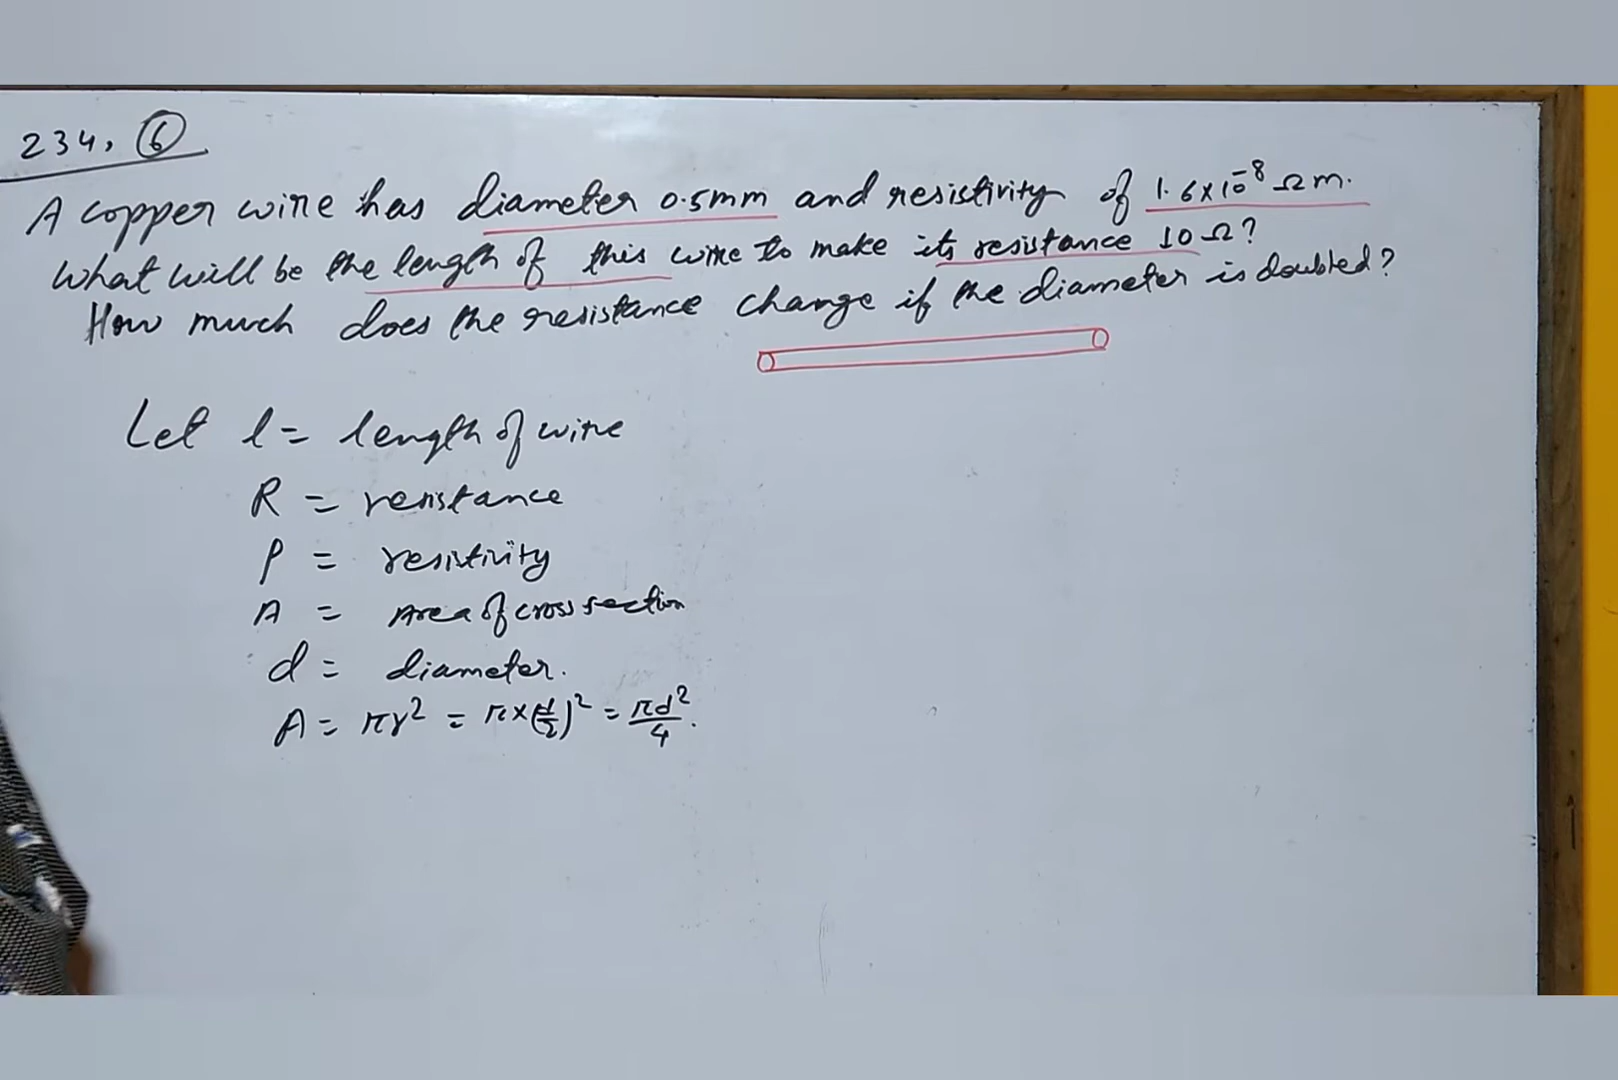 234, 6
A copper wire has diameter 0.5mm and resistivity of 1.6×10⁻⁸ Ωm.
What will be the length of this wire to make its resistance 10 Ω?
How much does the resistance change if the diameter is doubled?
Let l = length of wire
R = resistance
ρ = resistivity
A = Area of cross section
d = diameter.
A = πr² = π×(d/2)² = πd²/4.